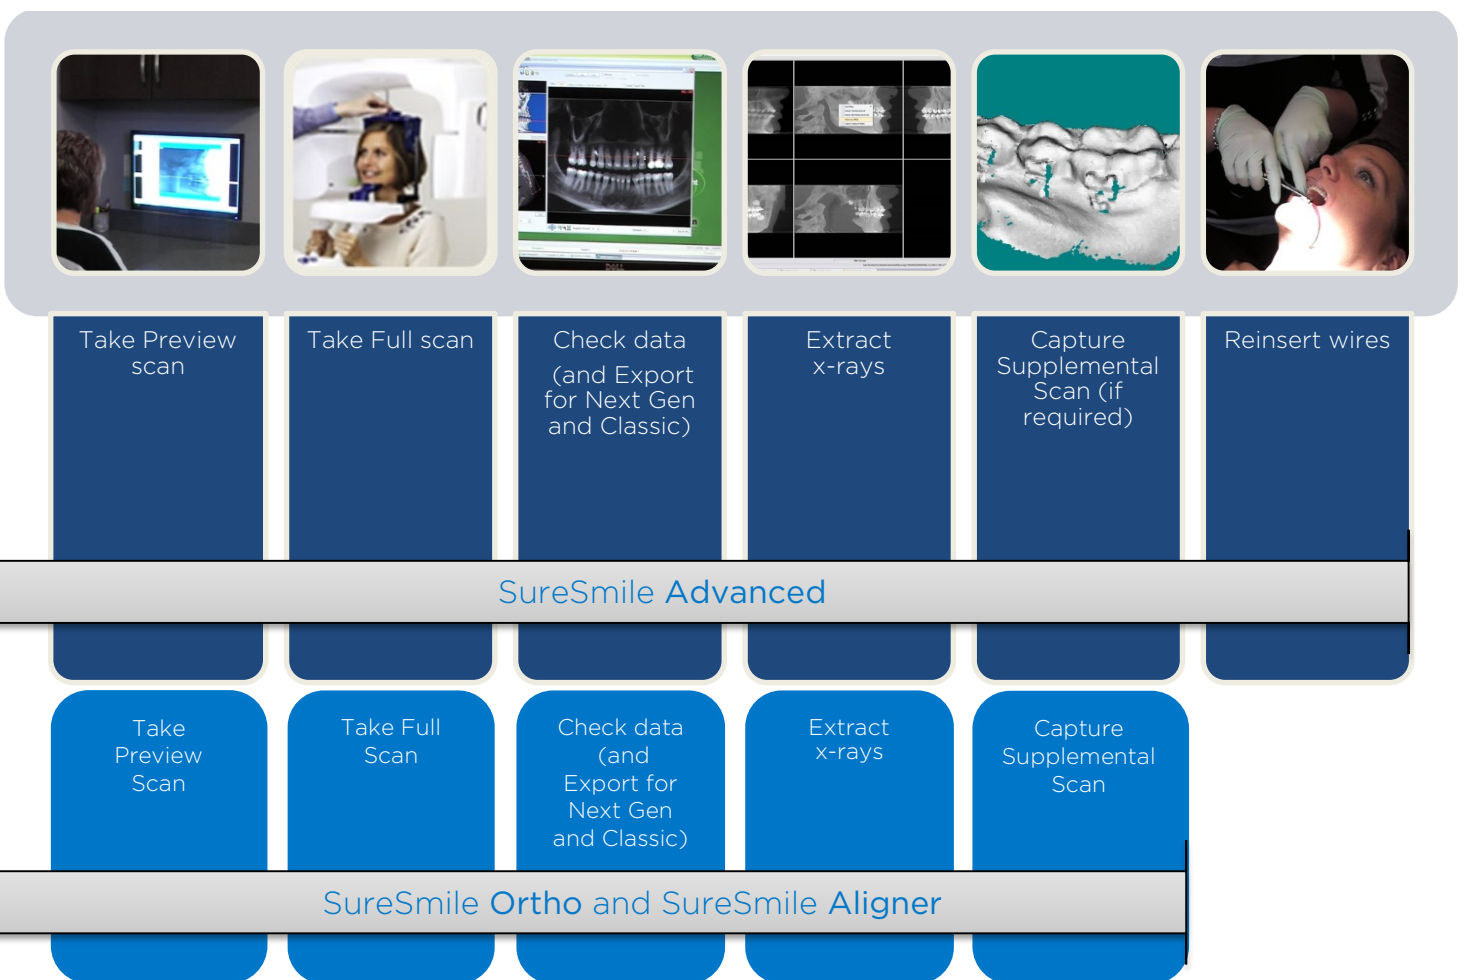 Take Preview
scan
Take Full scan
Check data
(and Export
for Next Gen
and Classic)
Extract
x-rays
Capture
Supplemental
Scan (if
required)
Reinsert wires
SureSmile Advanced
Take
Preview
Scan
Take Full
Scan
Check data
(and
Export for
Next Gen
and Classic)
Extract
x-rays
Capture
Supplemental
Scan
SureSmile Ortho and SureSmile Aligner